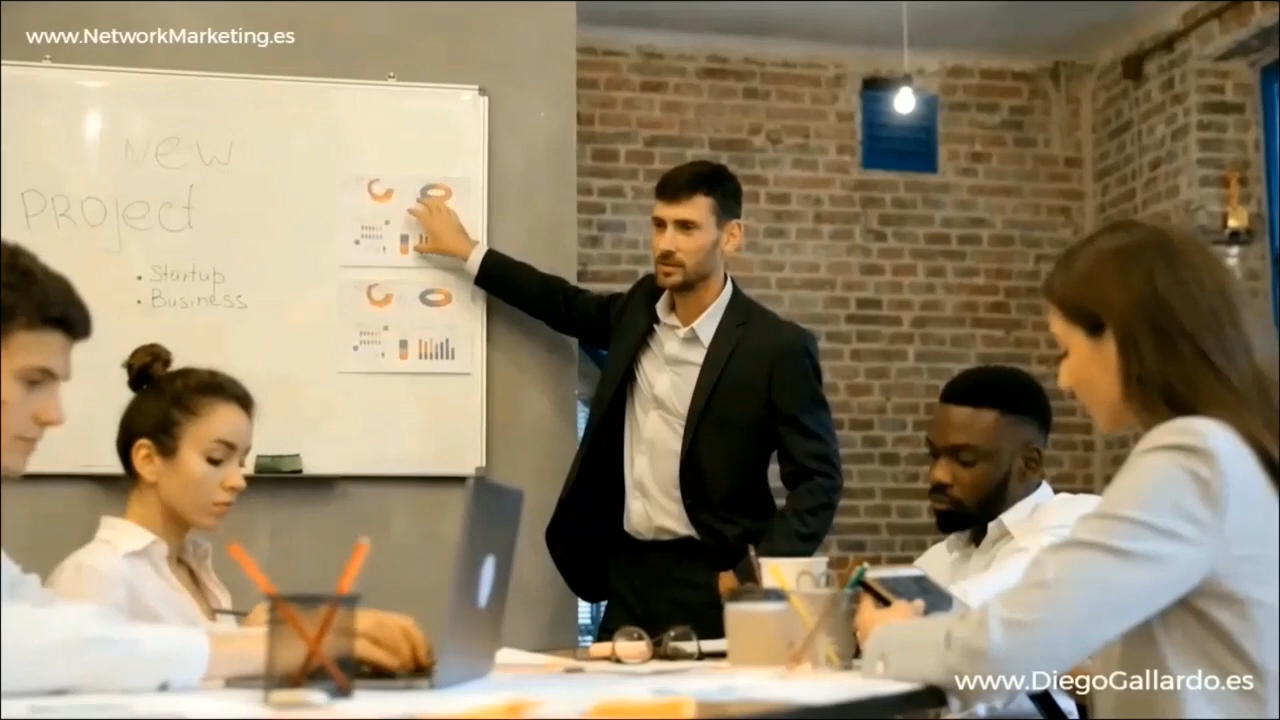 www.NetworkMarketing.es
New
Project
• Startup
• Business
www.DiegoGallardo.es